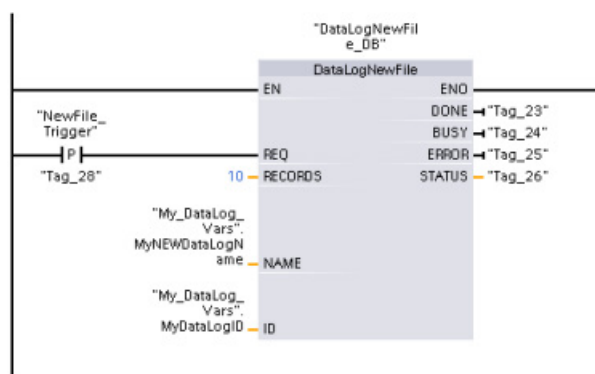 "DataLogNewFil
e_DB"
DataLogNewFile
EN ENO
DONE "Tag_23"
"NewFile_
Trigger"
BUSY "Tag_24"
P REQ ERROR "Tag_25"
"Tag_28" 10 RECORDS STATUS "Tag_26"
"My_DataLog_
Vars".
MyNEWDataLogN
ame NAME
"My_DataLog_
Vars".
MyDataLogID ID